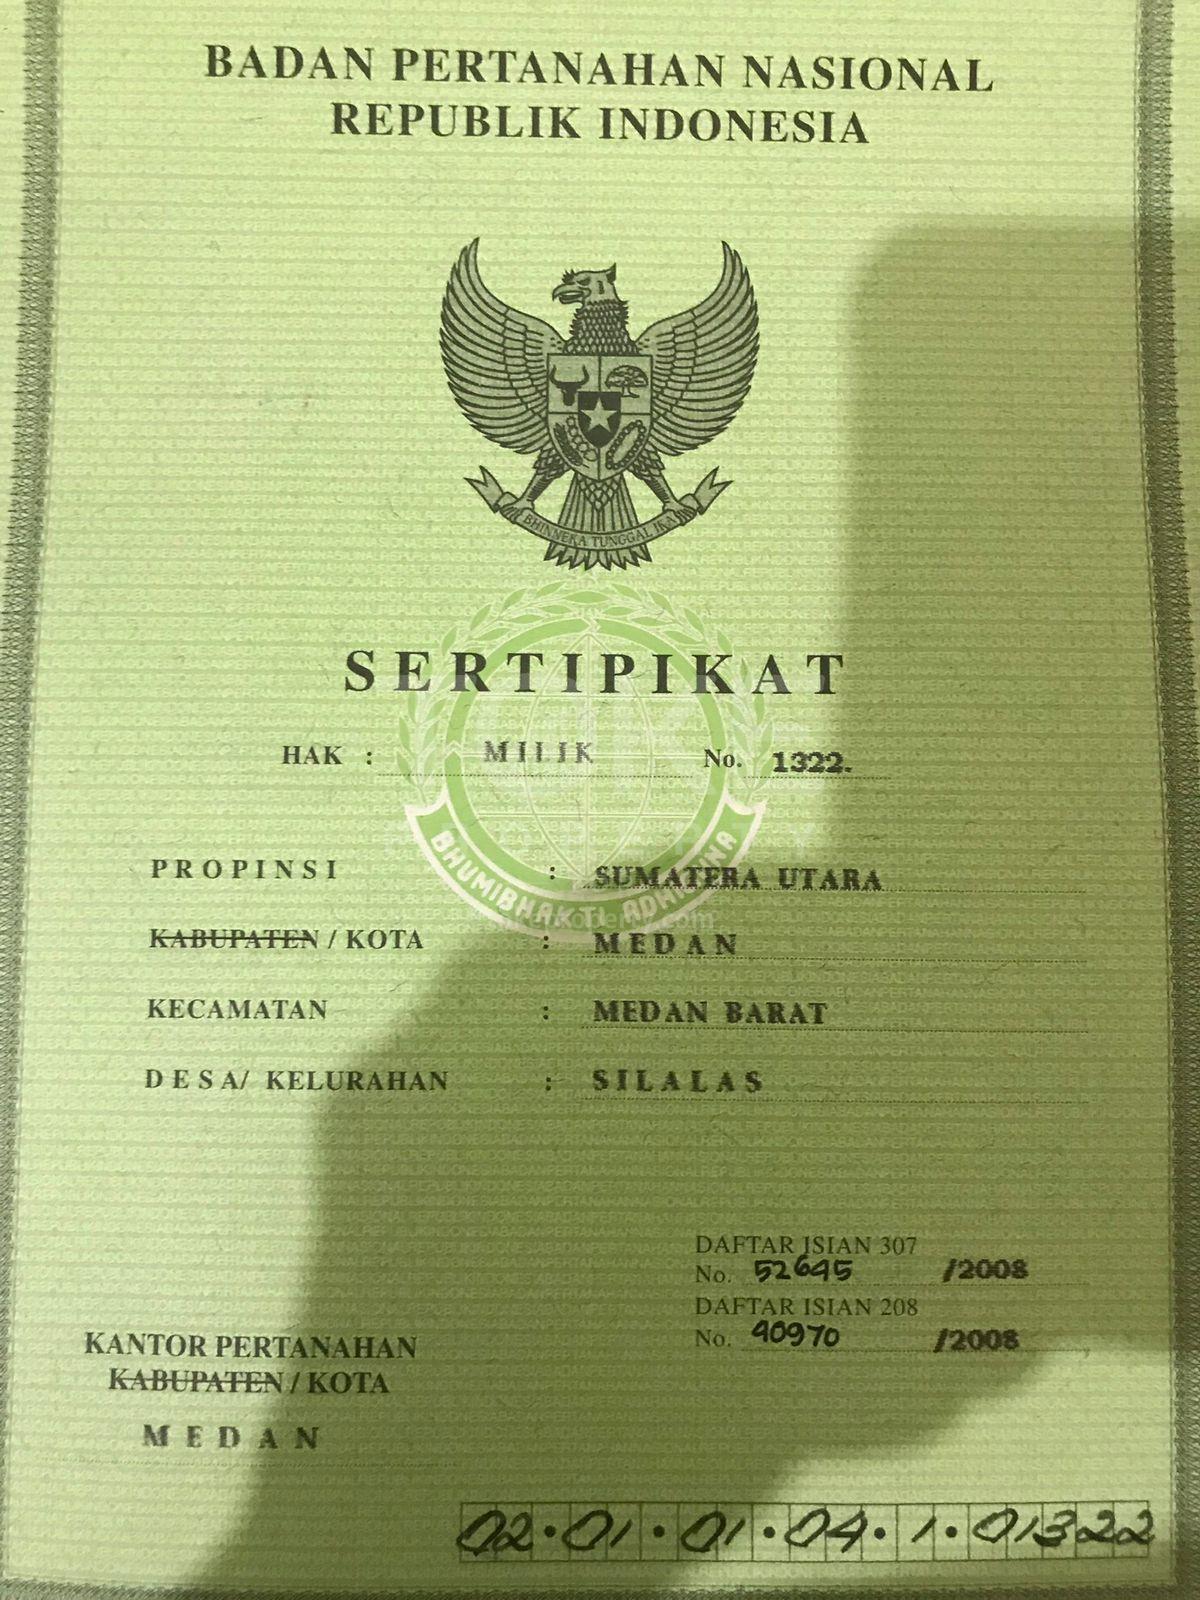 BADAN PERTANAHAN NASIONAL
REPUBLIK INDONESIA
BHINNEKA TUNGGAL IKA
SERTIPIKAT
HAK : MILIK No. 1322.
PROPINSI : SUMATERA UTARA
BHUMIBHAKTI ADHIGUNA
KABUPATEN / KOTA : MEDAN
KECAMATAN : MEDAN BARAT
DESA/ KELURAHAN : SILALAS
DAFTAR ISIAN 307
No. 52645 /2008
DAFTAR ISIAN 208
No. 40970 /2008
KANTOR PERTANAHAN
KABUPATEN / KOTA
MEDAN
02.01.01.04.1.01322